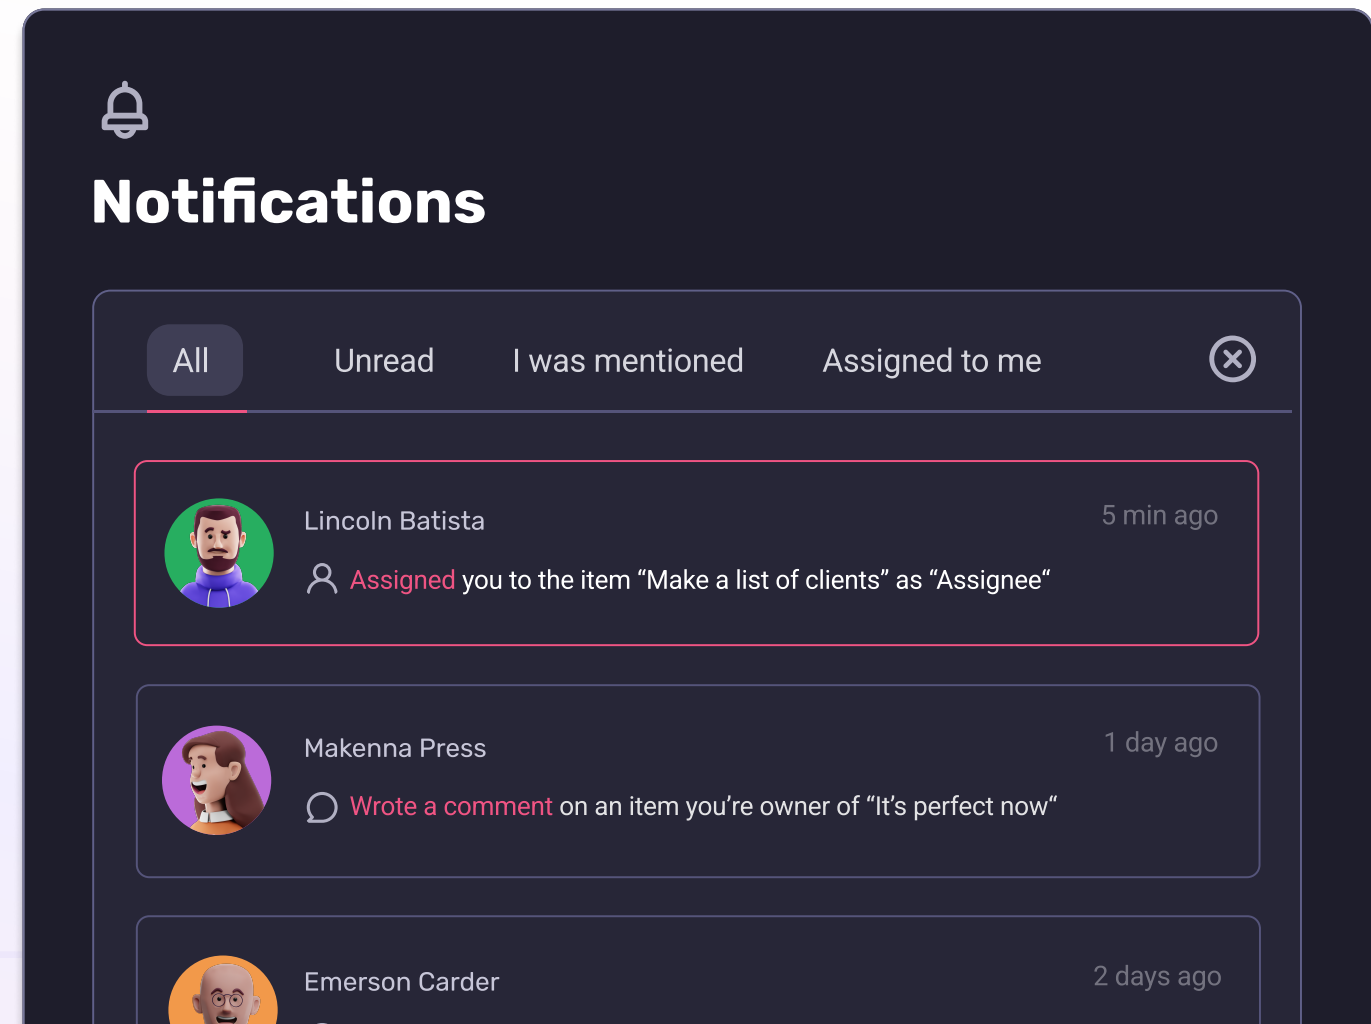 Notifications
All Unread I was mentioned Assigned to me
Lincoln Batista 5 min ago
Assigned you to the item “Make a list of clients” as “Assignee“
Makenna Press 1 day ago
Wrote a comment on an item you’re owner of “It’s perfect now“
Emerson Carder 2 days ago